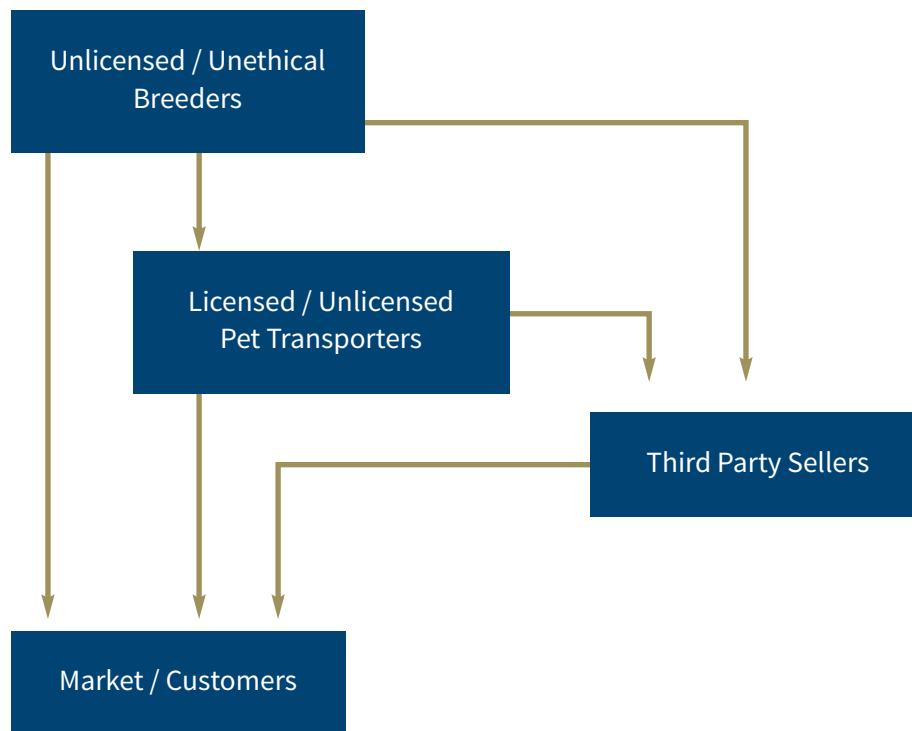 Unlicensed / Unethical
Breeders
Licensed / Unlicensed
Pet Transporters
Third Party Sellers
Market / Customers